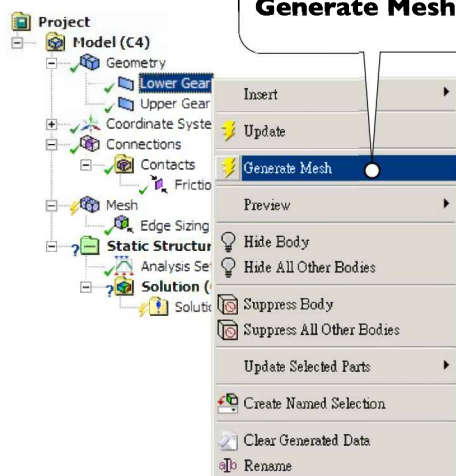 Generate Mesh
Project
Model (C4)
Geometry
Lower Gear
Upper Gear
Coordinate Syste
Connections
Contacts
Frictio
Mesh
Edge Sizing
Static Structur
Analysis Set
Solution (
Solutio
Insert
Update
Generate Mesh
Preview
Hide Body
Hide All Other Bodies
Suppress Body
Suppress All Other Bodies
Update Selected Parts
Create Named Selection
Clear Generated Data
Rename